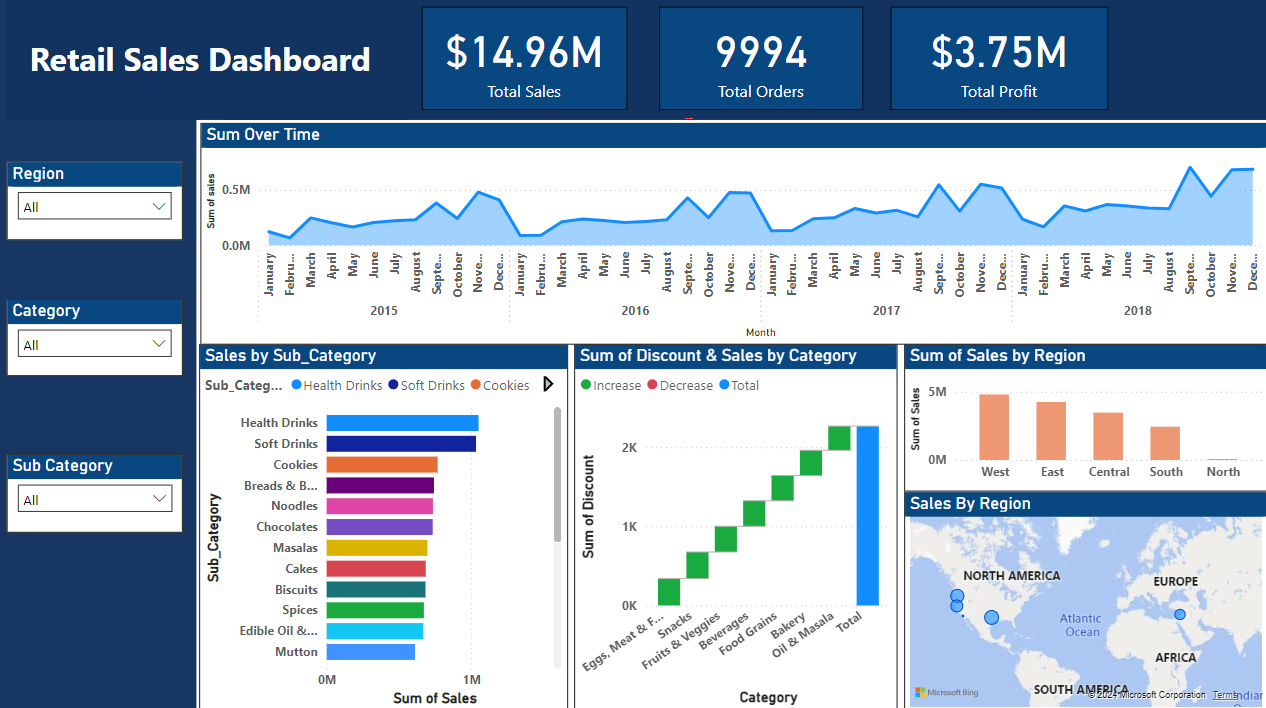 Retail Sales Dashboard
$14.96M
Total Sales
9994
Total Orders
$3.75M
Total Profit
Region
All
Category
All
Sub Category
All
Sum Over Time
Sum of sales
0.5M
0.0M
January Febru... March April May June July August Septe... October Nove... Dece... January Febru... March April May June July August Septe... October Nove... Dece... January Febru... March April May June July August Septe... October Nove... Dece... January Febru... March April May June July August Septe... October Nove... Dece...
2015 2016 2017 2018
Month
Sales by Sub_Category
Sub_Categ... Health Drinks Soft Drinks Cookies
Sub_Category
Health Drinks
Soft Drinks
Cookies
Breads & B...
Noodles
Chocolates
Masalas
Cakes
Biscuits
Spices
Edible Oil &...
Mutton
0M 1M
Sum of Sales
Sum of Discount & Sales by Category
Increase Decrease Total
Sum of Discount
2K
1K
0K
Eggs, Meat & F... Snacks Fruits & Veggies Beverages Food Grains Bakery Oil & Masala Total
Category
Sum of Sales by Region
Sum of Sales
5M
0M
West East Central South North
Sales By Region
NORTH AMERICA
EUROPE
Atlantic
Ocean
AFRICA
SOUTH AMERICA
Microsoft Bing
© 2024 Microsoft Corporation Terms